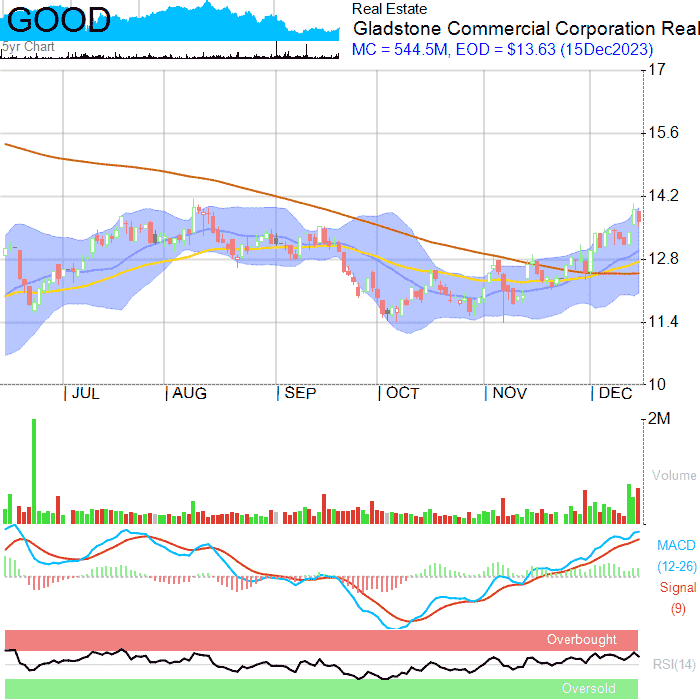 GOOD
5yr Chart
Real Estate
Gladstone Commercial Corporation Real
MC = 544.5M, EOD = $13.63 (15Dec2023)
17
15.6
14.2
12.8
11.4
10
JUL AUG SEP OCT NOV DEC
2M
Volume
MACD
(12-26)
Signal
(9)
Overbought
RSI(14)
Oversold